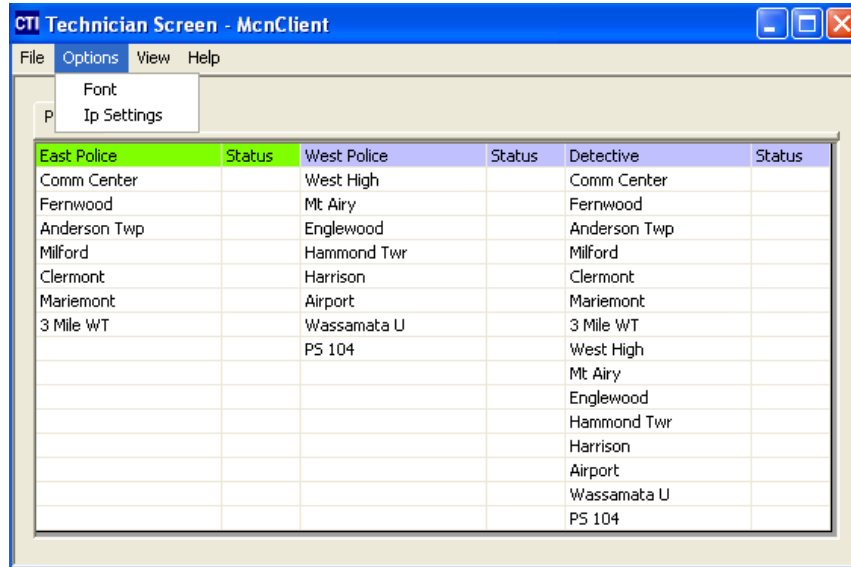 CTI Technician Screen - McnClient
File Options View Help
Font
P Ip Settings
East Police Status West Police Status Detective Status
Comm Center West High Comm Center
Fernwood Mt Airy Fernwood
Anderson Twp Englewood Anderson Twp
Milford Hammond Twr Milford
Clermont Harrison Clermont
Mariemont Airport Mariemont
3 Mile WT Wassamata U 3 Mile WT
PS 104 West High
Mt Airy
Englewood
Hammond Twr
Harrison
Airport
Wassamata U
PS 104